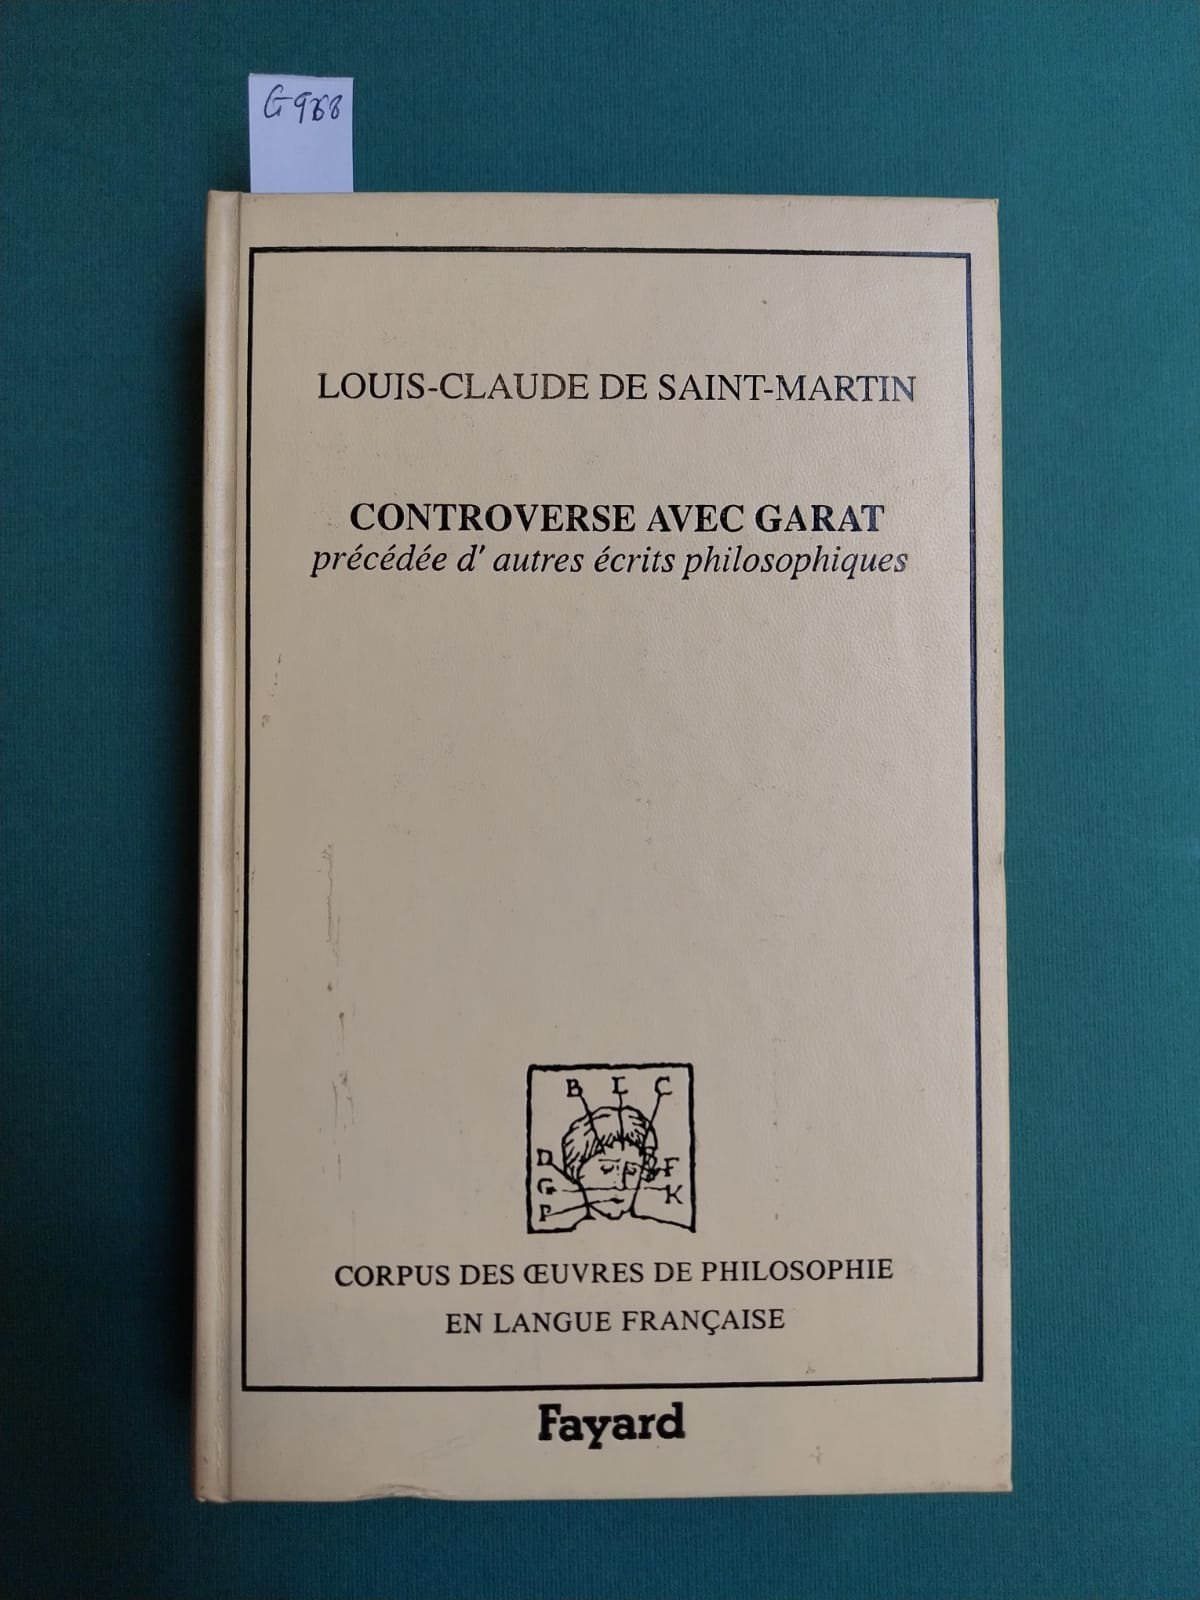 G 968
LOUIS-CLAUDE DE SAINT-MARTIN
CONTROVERSE AVEC GARAT
précédée d' autres écrits philosophiques
B L C
D F
G K
P
CORPUS DES ŒUVRES DE PHILOSOPHIE
EN LANGUE FRANÇAISE
Fayard